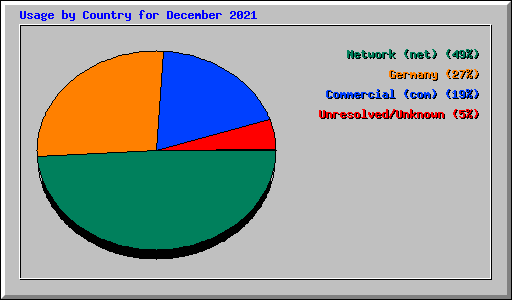 Usage by Country for December 2021
Network (net) (49%)
Germany (27%)
Commercial (com) (19%)
Unresolved/Unknown (5%)